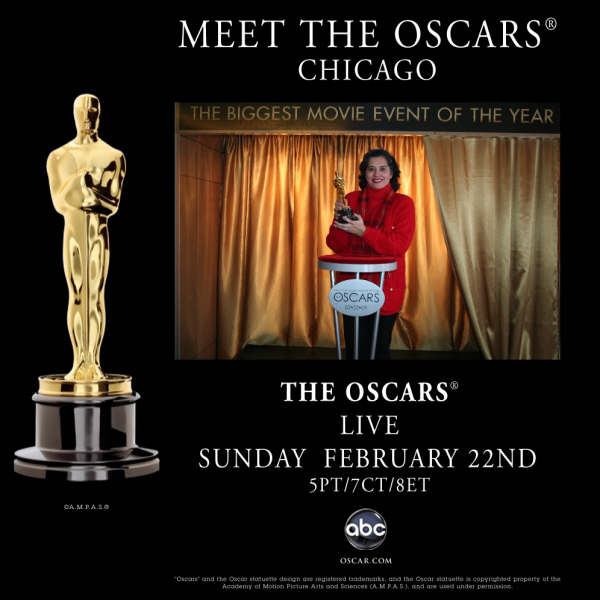 MEET THE OSCARS®
CHICAGO
THE BIGGEST MOVIE EVENT OF THE YEAR
OSCARS
THE OSCARS®
LIVE
SUNDAY FEBRUARY 22ND
5PT/7CT/8ET
©A.M.P.A.S.®
abc
OSCAR.COM
"Oscars" and the Oscar statuette design are registered trademarks, and the Oscar statuette is copyrighted property of the
Academy of Motion Picture Arts and Sciences (A.M.P.A.S.), and are used under permission.